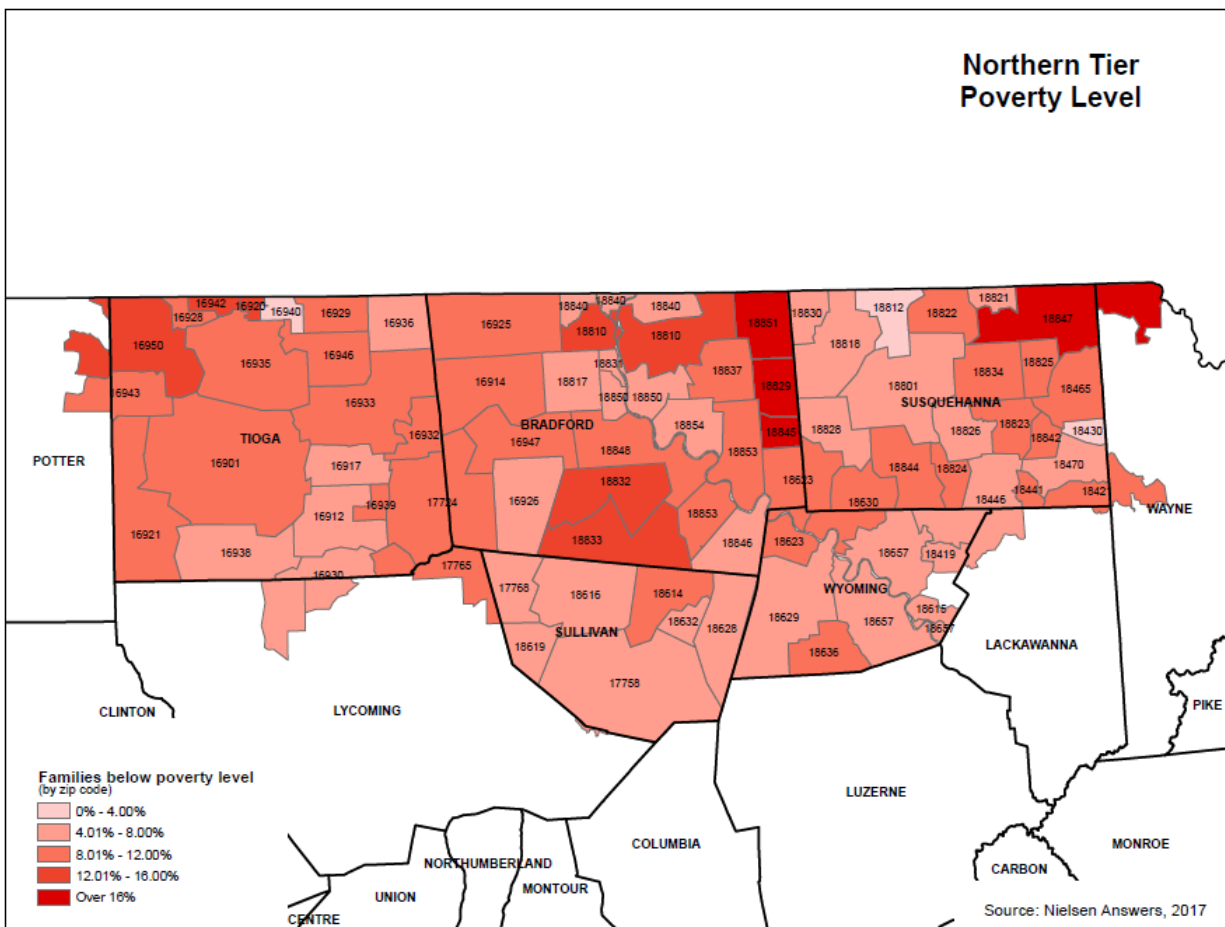 Northern Tier
Poverty Level
16942
16920
16928
16940
16929
16936
16950
16935
16946
16943
16933
16932
TIOGA
16901
16917
16921
16912
16939
17724
16938
16930
POTTER
16925
18840
18840
18840
18810
18810
18851
16914
18817
18831
18850
18850
18837
18829
BRADFORD
16947
18848
18854
18845
18853
16926
18832
18623
18853
18833
18846
18830
18812
18822
18821
18847
18818
18834
18825
18801
SUSQUEHANNA
18465
18828
18826
18823
18842
18430
18844
18824
18470
18630
18446
18441
WAYNE
17765
17768
18616
18614
18632
18628
SULLIVAN
18619
17758
18623
18657
18419
WYOMING
18629
18657
18615
18657
18636
LACKAWANNA
CLINTON
LYCOMING
PIKE
LUZERNE
COLUMBIA
MONROE
CARBON
NORTHUMBERLAND
MONTOUR
UNION
CENTRE
Families below poverty level
(by zip code)
0% - 4.00%
4.01% - 8.00%
8.01% - 12.00%
12.01% - 16.00%
Over 16%
Source: Nielsen Answers, 2017